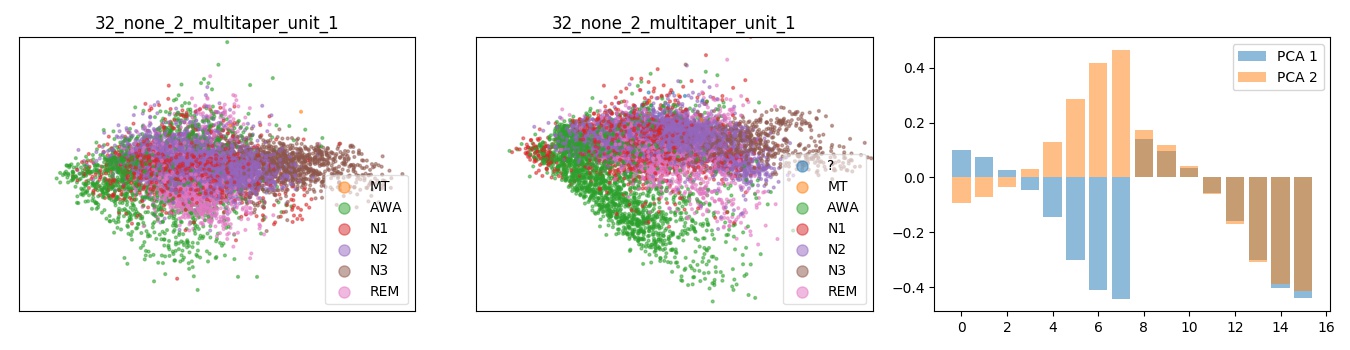 32_none_2_multitaper_unit_1
MT
AWA
N1
N2
N3
REM
32_none_2_multitaper_unit_1
?
MT
AWA
N1
N2
N3
REM
PCA 1
PCA 2
0.4
0.2
0.0
−0.2
−0.4
0 2 4 6 8 10 12 14 16